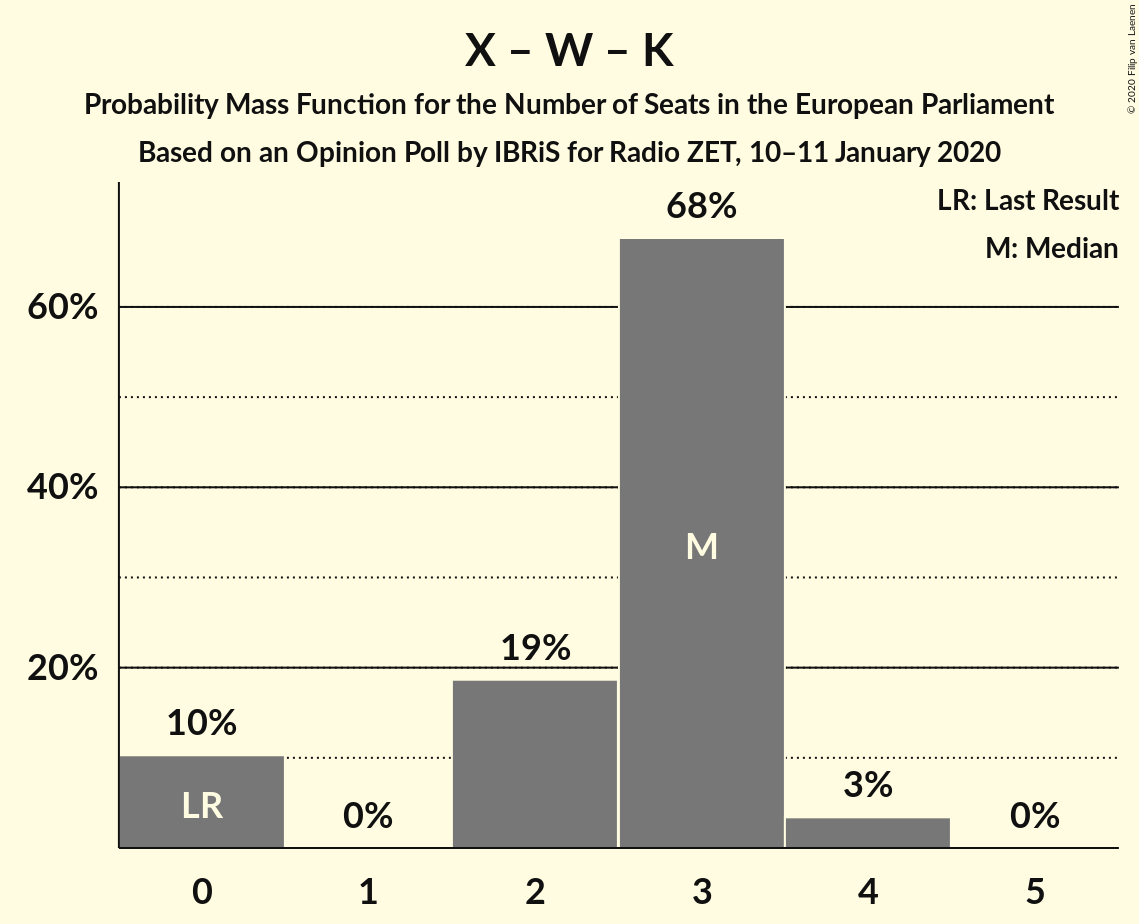 X – W – K
Probability Mass Function for the Number of Seats in the European Parliament
Based on an Opinion Poll by IBRiS for Radio ZET, 10–11 January 2020
© 2020 Filip van Laenen
LR: Last Result
M: Median
68%
60%
40%
M
19%
20%
10%
3%
LR
0%
0%
0 1 2 3 4 5